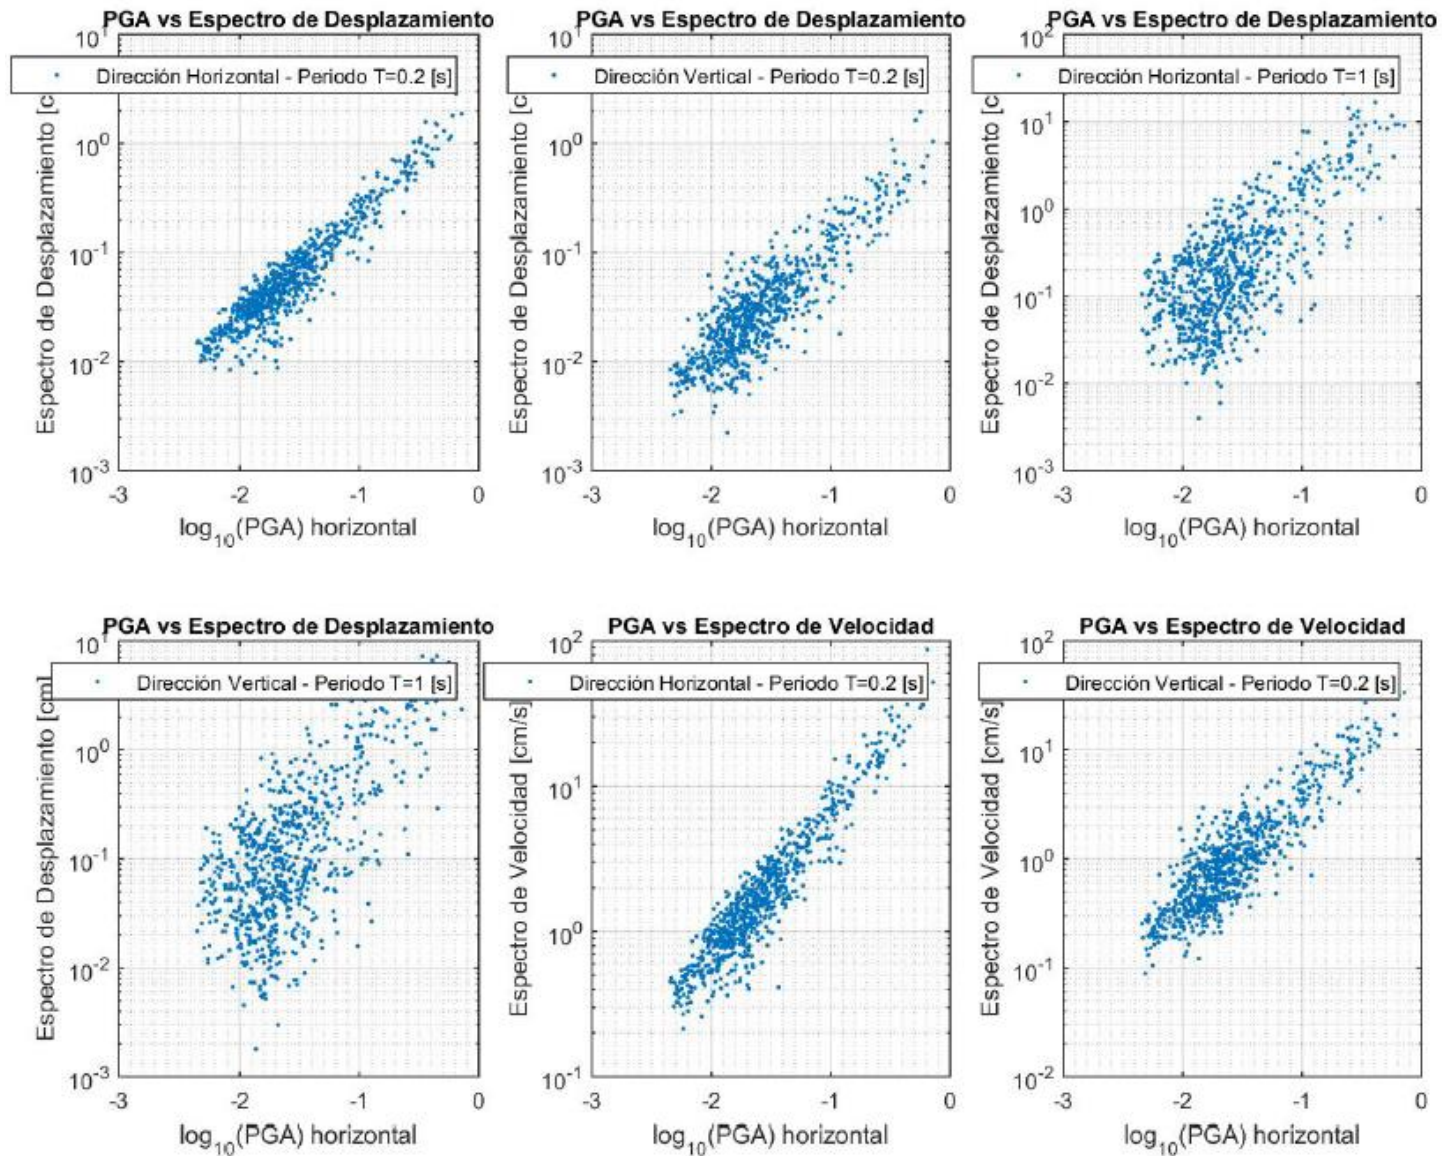 PGA vs Espectro de Desplazamiento
Dirección Horizontal - Periodo T=0.2 [s]
Espectro de Desplazamiento [c
10^1
10^0
10^-1
10^-2
10^-3
-3 -2 -1 0
log_10(PGA) horizontal
PGA vs Espectro de Desplazamiento
Dirección Vertical - Periodo T=0.2 [s]
Espectro de Desplazamiento [c
10^1
10^0
10^-1
10^-2
10^-3
-3 -2 -1 0
log_10(PGA) horizontal
PGA vs Espectro de Desplazamiento
Dirección Horizontal - Periodo T=1 [s]
Espectro de Desplazamiento [c
10^2
10^1
10^0
10^-1
10^-2
10^-3
-3 -2 -1 0
log_10(PGA) horizontal
PGA vs Espectro de Desplazamiento
Dirección Vertical - Periodo T=1 [s]
Espectro de Desplazamiento [cm]
10^1
10^0
10^-1
10^-2
10^-3
-3 -2 -1 0
log_10(PGA) horizontal
PGA vs Espectro de Velocidad
Dirección Horizontal - Periodo T=0.2 [s]
Espectro de Velocidad [cm/s]
10^2
10^1
10^0
10^-1
-3 -2 -1 0
log_10(PGA) horizontal
PGA vs Espectro de Velocidad
Dirección Vertical - Periodo T=0.2 [s]
Espectro de Velocidad [cm/s]
10^2
10^1
10^0
10^-1
10^-2
-3 -2 -1 0
log_10(PGA) horizontal